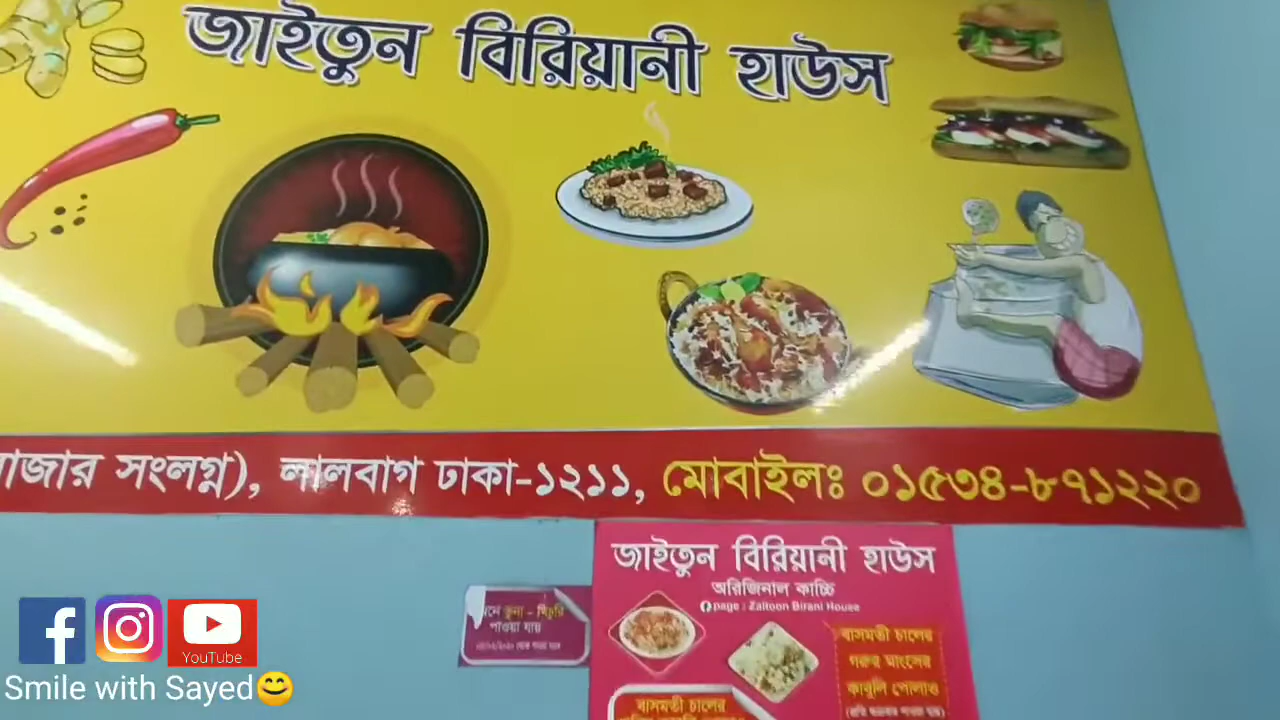 জাইতুন বিরিয়ানী হাউস
সংলগ্ন), লালবাগ ঢাকা-১২১১, মোবাইলঃ ০১৫৩৪-৮৭১২২০
জাইতুন বিরিয়ানী হাউস
অরিজিনাল কাচ্চি
page : Zaitoon Birani House
ভুনা - খিচুরি
পাওয়া যায়
বাসমতী চালের
গরুর মাংসের
কাবুলি পোলাও
বাসমতী চালের
YouTube
Smile with Sayed😊